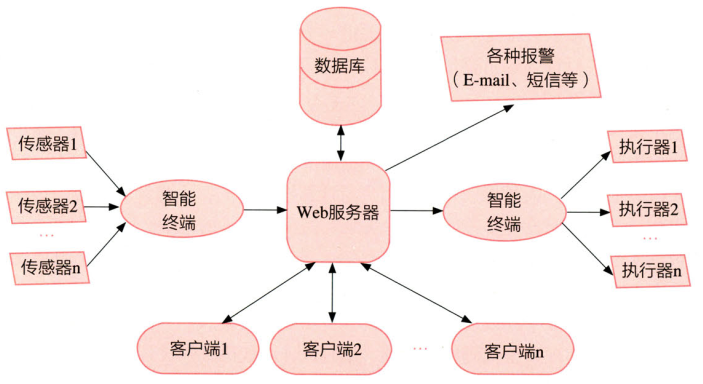 数据库
各种报警
（E-mail、短信等）
传感器1
传感器2
…
传感器n
智能
终端
Web服务器
智能
终端
执行器1
执行器2
…
执行器n
客户端1
客户端2
…
客户端n